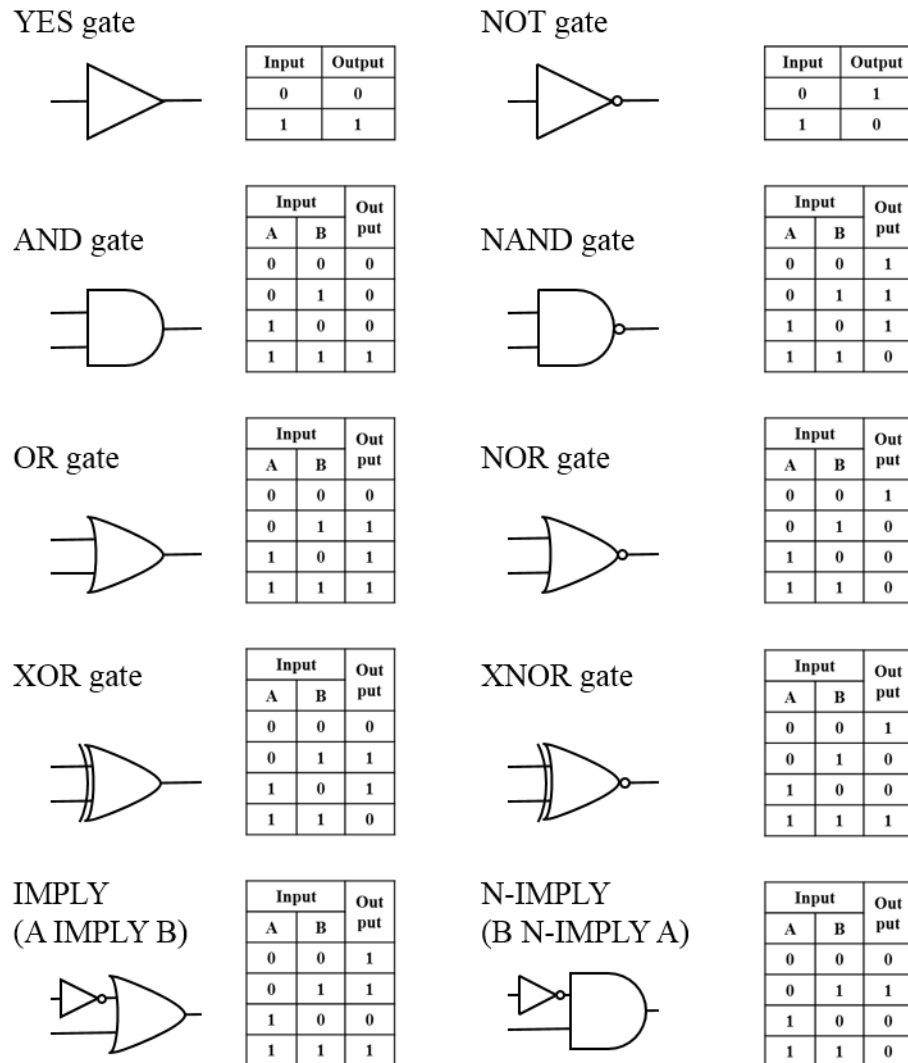 YES gate
Input Output
0 0
1 1
NOT gate
Input Output
0 1
1 0
AND gate
Input Out put
A B
0 0 0
0 1 0
1 0 0
1 1 1
NAND gate
Input Out put
A B
0 0 1
0 1 1
1 0 1
1 1 0
OR gate
Input Out put
A B
0 0 0
0 1 1
1 0 1
1 1 1
NOR gate
Input Out put
A B
0 0 1
0 1 0
1 0 0
1 1 0
XOR gate
Input Out put
A B
0 0 0
0 1 1
1 0 1
1 1 0
XNOR gate
Input Out put
A B
0 0 1
0 1 0
1 0 0
1 1 1
IMPLY
(A IMPLY B)
Input Out put
A B
0 0 1
0 1 1
1 0 0
1 1 1
N-IMPLY
(B N-IMPLY A)
Input Out put
A B
0 0 0
0 1 1
1 0 0
1 1 0